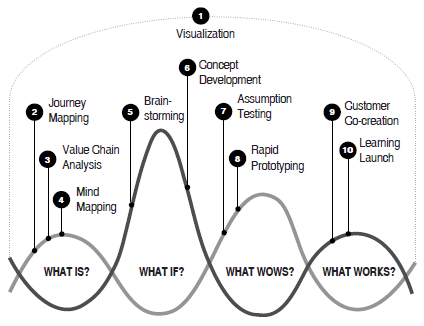 1
Visualization
2
Journey
Mapping
3
Value Chain
Analysis
4
Mind
Mapping
5
Brain-
storming
6
Concept
Development
7
Assumption
Testing
8
Rapid
Prototyping
9
Customer
Co-creation
10
Learning
Launch
WHAT IS?
WHAT IF?
WHAT WOWS?
WHAT WORKS?